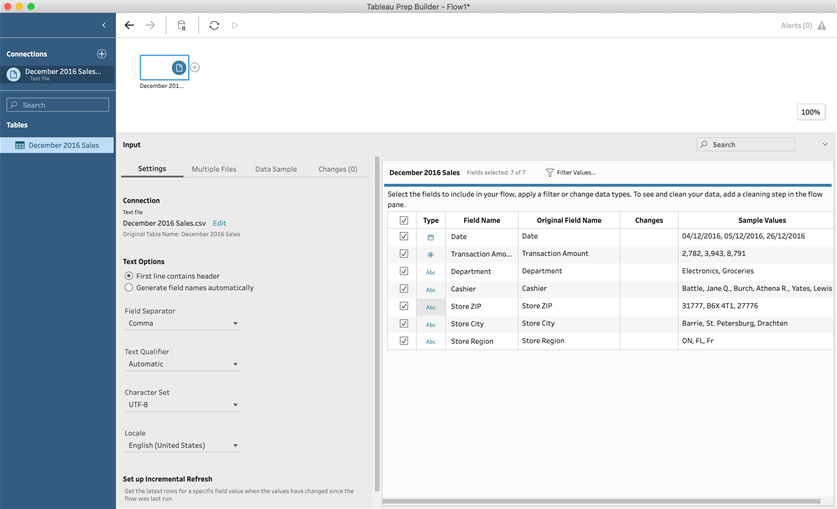 Tableau Prep Builder - Flow1*
Alerts (0)
Connections
December 2016 Sales...
Text file
Search
Tables
December 2016 Sales
December 201...
100%
Input
Search
Settings
Multiple Files
Data Sample
Changes (0)
Connection
Text file
December 2016 Sales.csv Edit
Original Table Name: December 2016 Sales
Text Options
First line contains header
Generate field names automatically
Field Separator
Comma
Text Qualifier
Automatic
Character Set
UTF-8
Locale
English (United States)
Set up Incremental Refresh
Get the latest rows for a specific field value when the values have changed since the
flow was last run.
December 2016 Sales Fields selected: 7 of 7 Filter Values...
Select the fields to include in your flow, apply a filter or change data types. To see and clean your data, add a cleaning step in the flow
pane.
Type Field Name Original Field Name Changes Sample Values
Date Date 04/12/2016, 05/12/2016, 26/12/2016
# Transaction Amo... Transaction Amount 2,782, 3,943, 8,791
Abc Department Department Electronics, Groceries
Abc Cashier Cashier Battle, Jane Q., Burch, Athena R., Yates, Lewis
Abc Store ZIP Store ZIP 31777, B6X 4T1, 27776
Abc Store City Store City Barrie, St. Petersburg, Drachten
Abc Store Region Store Region ON, FL, Fr